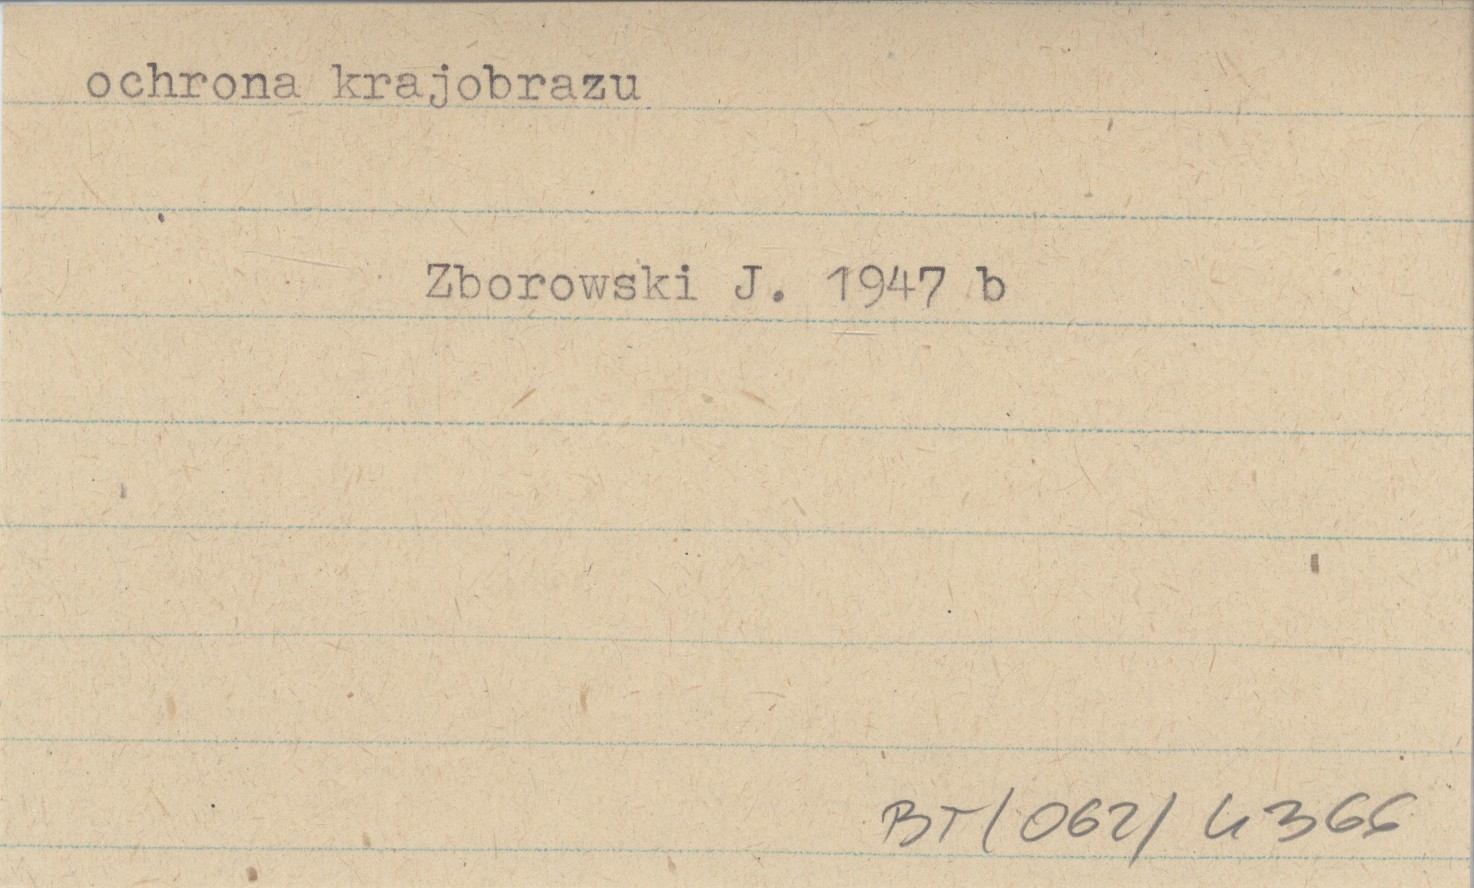 ochrona krajobrazu
Zborowski J. 1947 b
BT/062/ 4366